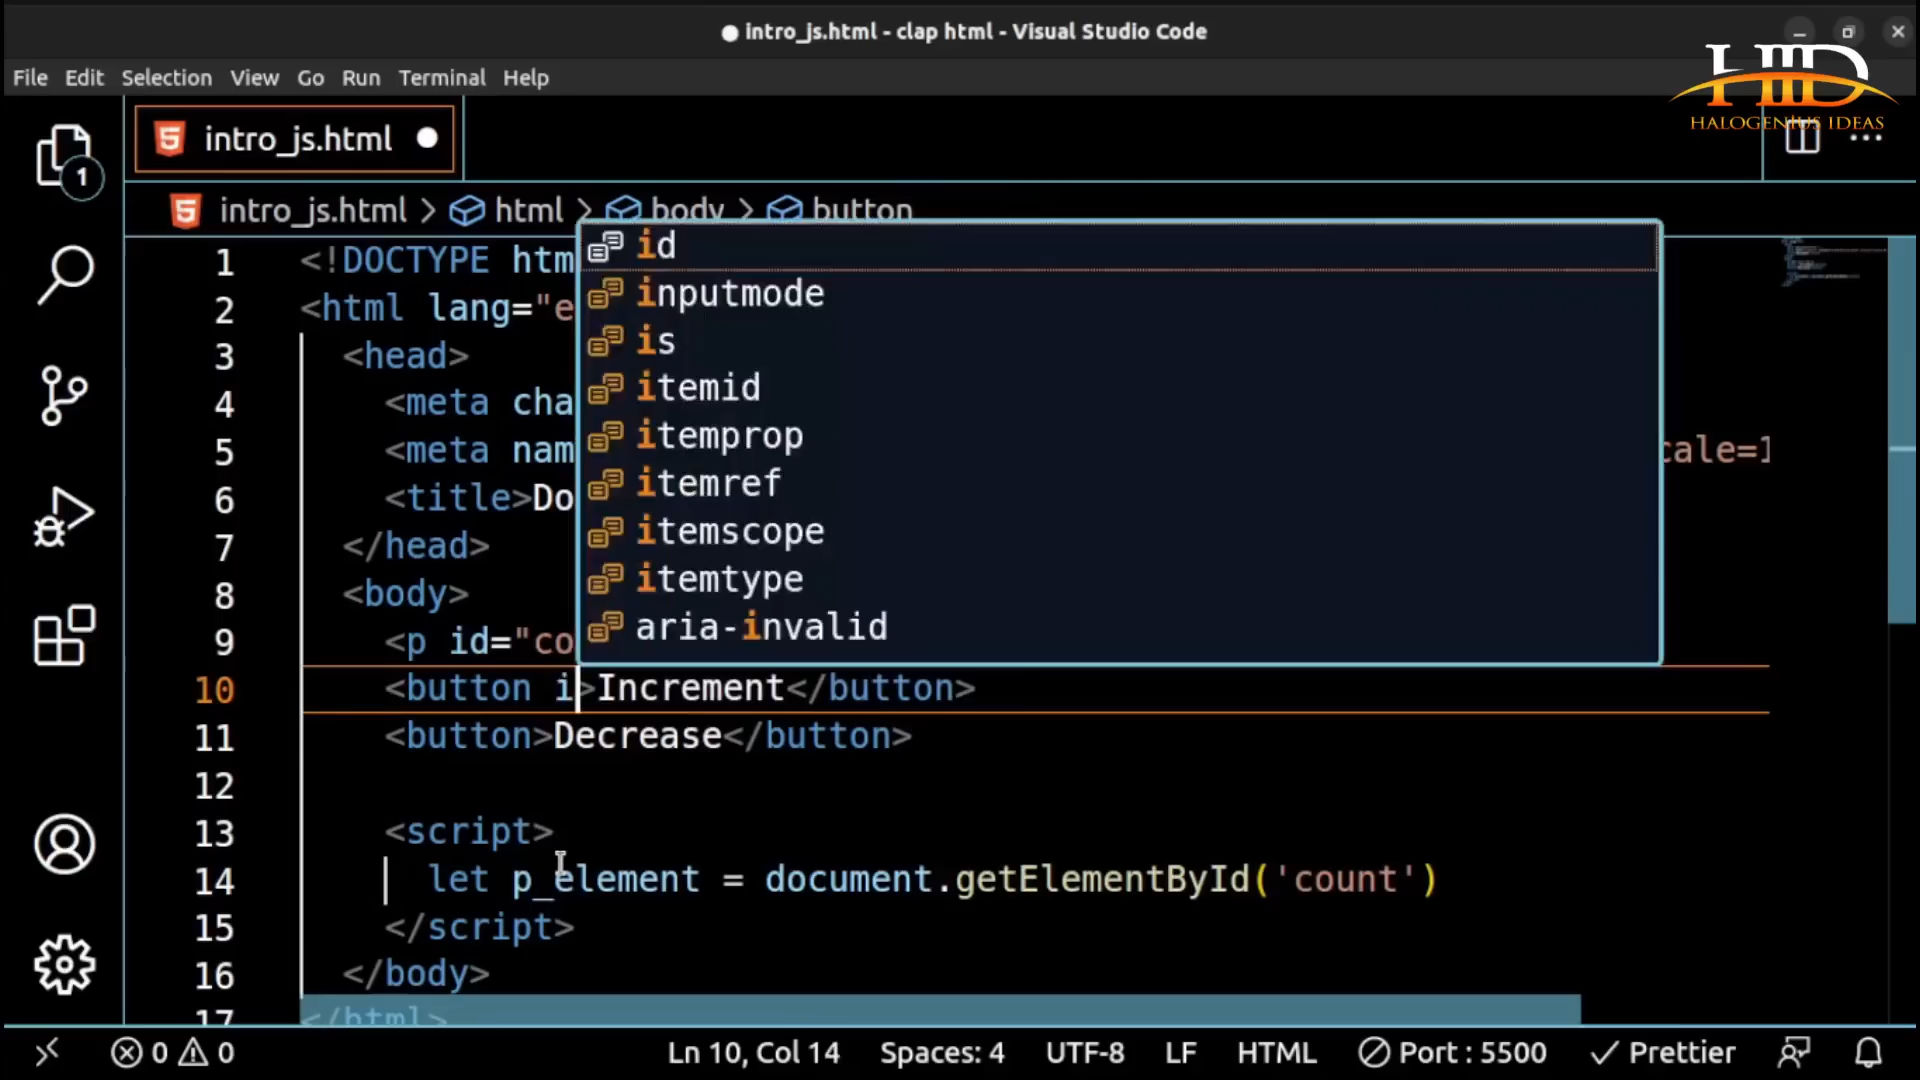 intro_js.html - clap html - Visual Studio Code
File Edit Selection View Go Run Terminal Help
HID
HALOGENIUS IDEAS
intro_js.html
1
intro_js.html > html > body > button
1 <!DOCTYPE htm
2 <html lang="e
3 <head>
4 <meta cha
5 <meta nam cale=1
6 <title>Do
7 </head>
8 <body>
9 <p id="co
id
inputmode
is
itemid
itemprop
itemref
itemscope
itemtype
aria-invalid
10 <button i>Increment</button>
11 <button>Decrease</button>
12
13 <script>
14 let p_element = document.getElementById('count')
15 </script>
16 </body>
17 </html>
0 0 Ln 10, Col 14 Spaces: 4 UTF-8 LF HTML Port : 5500 Prettier